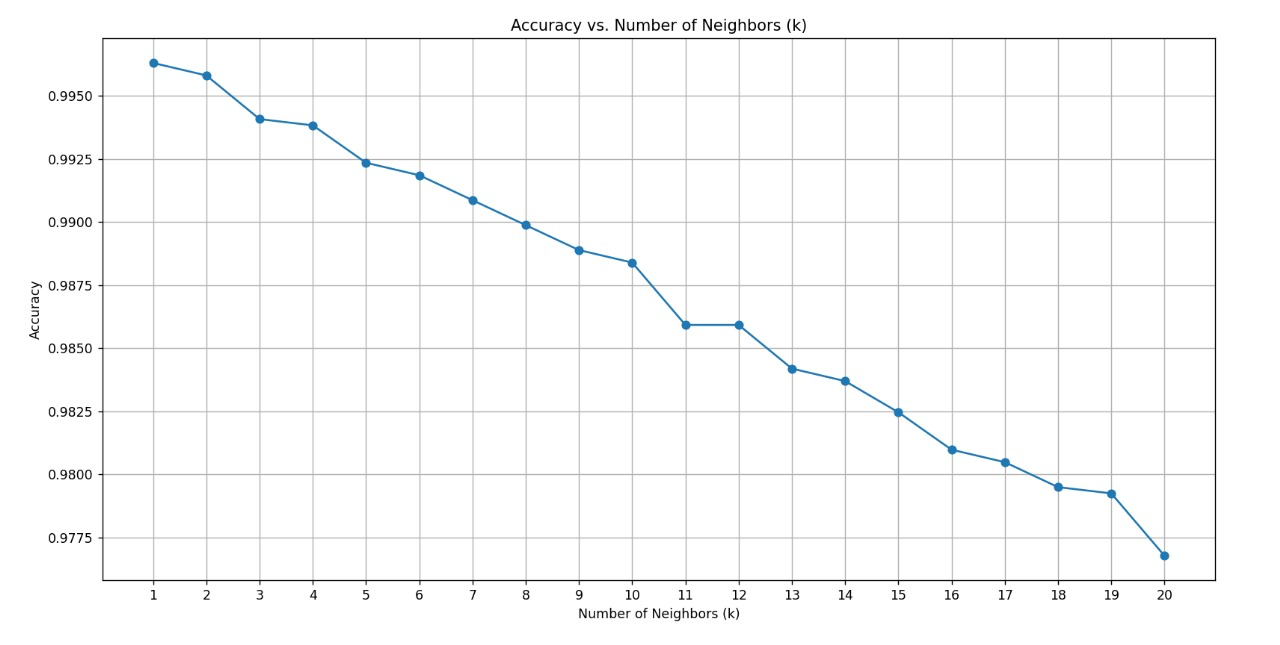 Accuracy vs. Number of Neighbors (k)
0.9950
0.9925
0.9900
0.9875
0.9850
0.9825
0.9800
0.9775
Accuracy
1 2 3 4 5 6 7 8 9 10 11 12 13 14 15 16 17 18 19 20
Number of Neighbors (k)